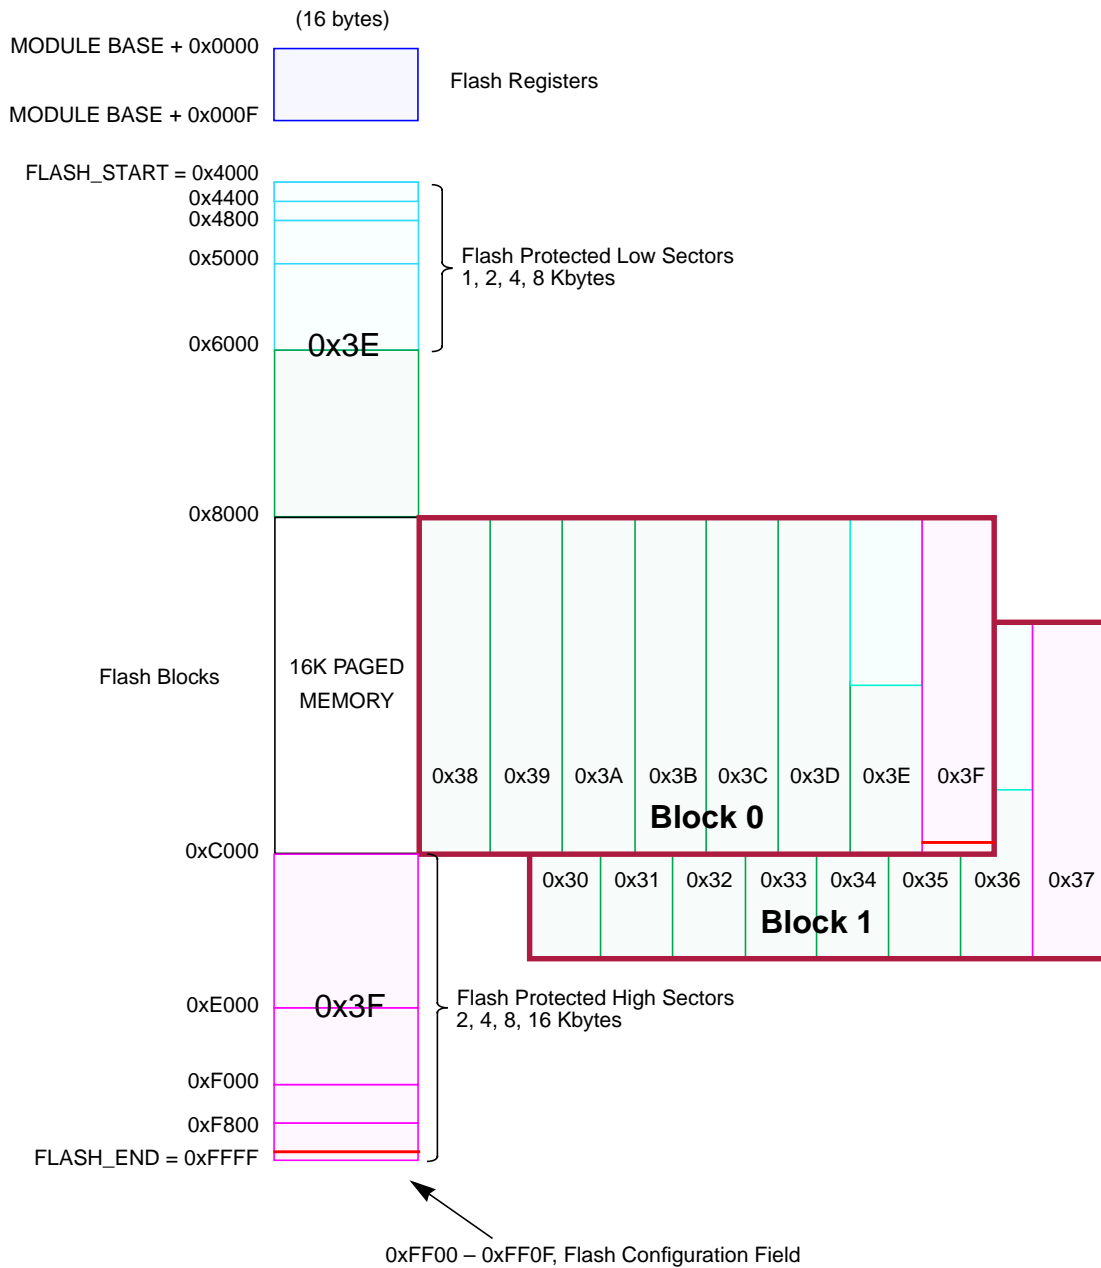 (16 bytes)
MODULE BASE + 0x0000
Flash Registers
MODULE BASE + 0x000F
FLASH_START = 0x4000
0x4400
0x4800
0x5000
Flash Protected Low Sectors
1, 2, 4, 8 Kbytes
0x6000
0x3E
0x8000
Flash Blocks
16K PAGED
MEMORY
0x38 0x39 0x3A 0x3B 0x3C 0x3D 0x3E 0x3F
Block 0
0xC000
0x30 0x31 0x32 0x33 0x34 0x35 0x36 0x37
Block 1
0xE000
0x3F
Flash Protected High Sectors
2, 4, 8, 16 Kbytes
0xF000
0xF800
FLASH_END = 0xFFFF
0xFF00 – 0xFF0F, Flash Configuration Field